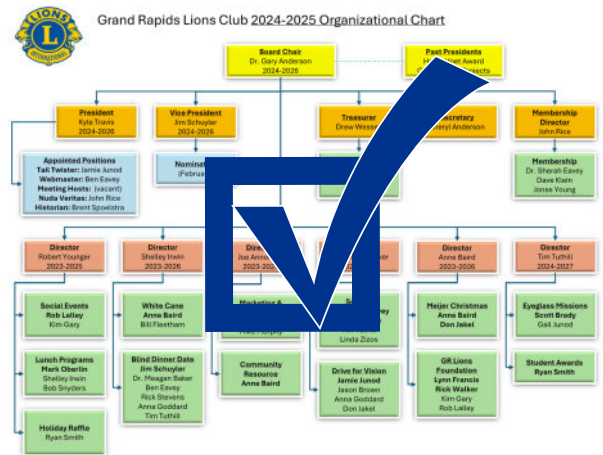 LIONS
L
INTERNATIONAL
Grand Rapids Lions Club 2024-2025 Organizational Chart
Board Chair
Dr. Gary Anderson
2024-2026
Past Presidents
Award
President
Kyle Travis
2024-2026
Vice President
Jim Schuyler
2024-2026
Treasurer
Drew
Anderson
Membership
Director
John Rice
Appointed Positions
Tail Twister: Jamie Junod
Webmaster: Ben Eavey
Meeting Hosts: (vacant)
Nuda Veritas: John Rice
Historian: Brent Spoelstra
Membership
Dr. Sherah Eavey
Dave Klaim
Jonse Young
Director
Robert Younger
2023-2025
Director
Shelley Irwin
2023-2026
Joe
Director
Anne Baird
2023-2026
Director
Tim Tuthill
2024-2027
Social Events
Rob Lalley
Kim Gary
White Cane
Anne Baird
Bill Fleetham
Linda Zizos
Meijer Christmas
Anne Baird
Don Jakel
Eyeglass Missions
Scott Brady
Gail Junod
Lunch Programs
Mark Oberlin
Shelley Irwin
Bob Snyders
Blind Dinner Date
Jim Schuyler
Dr. Meagan Baker
Ben Eavey
Rick Stevens
Anna Goddard
Tim Tuthill
Community
Resource
Anne Baird
Drive for Vision
Jamie Junod
Jaxon Brown
Anna Goddard
Don Jakel
GR Lions
Foundation
Lynn Francis
Rick Walker
Kim Gary
Rob Lalley
Student Awards
Ryan Smith
Holiday Raffle
Ryan Smith